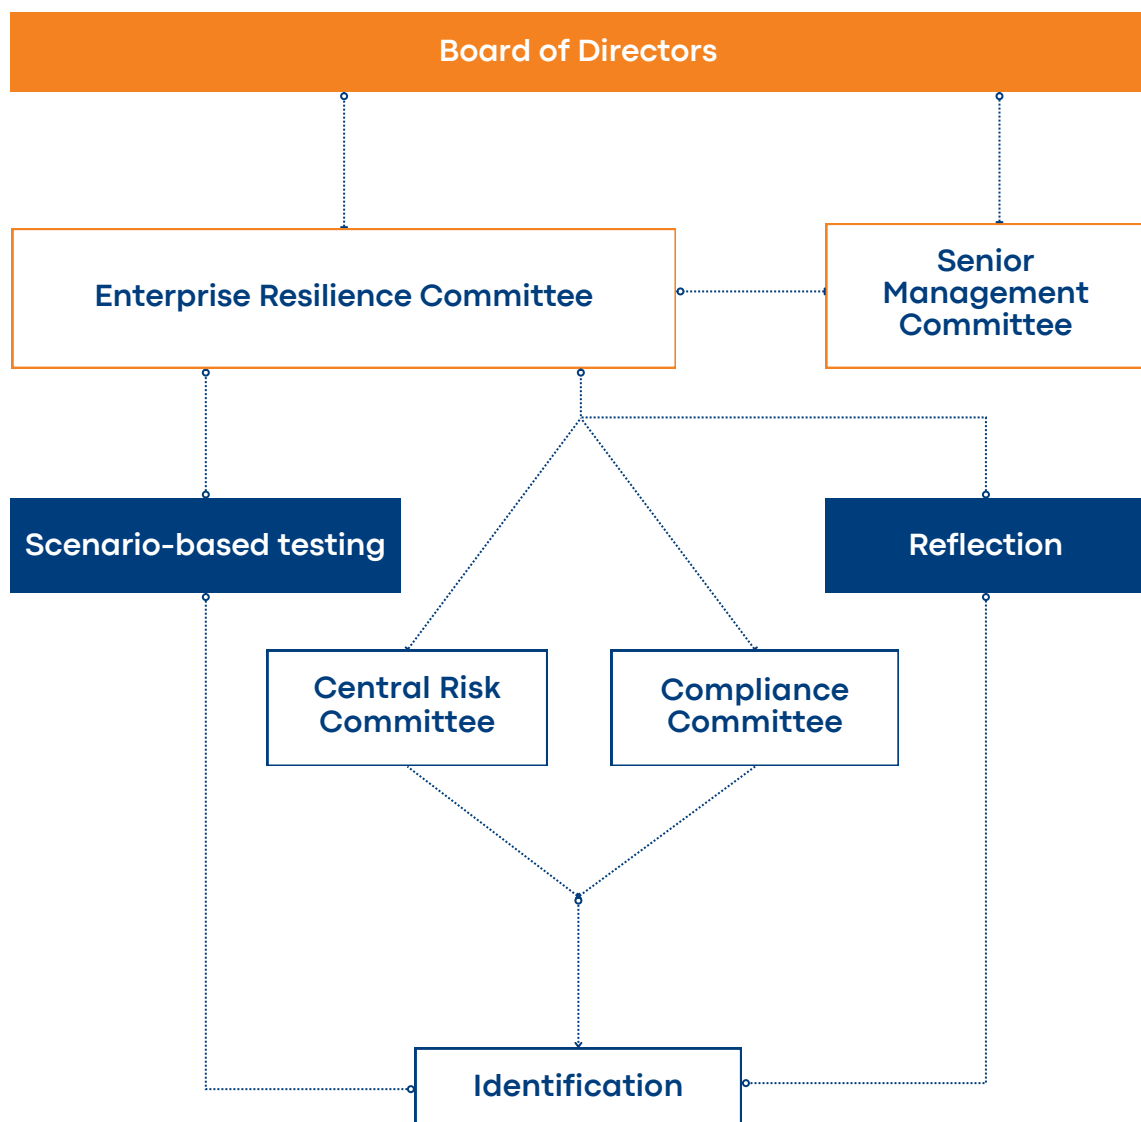 Board of Directors
Enterprise Resilience Committee
Senior
Management
Committee
Scenario-based testing
Reflection
Central Risk
Committee
Compliance
Committee
Identification